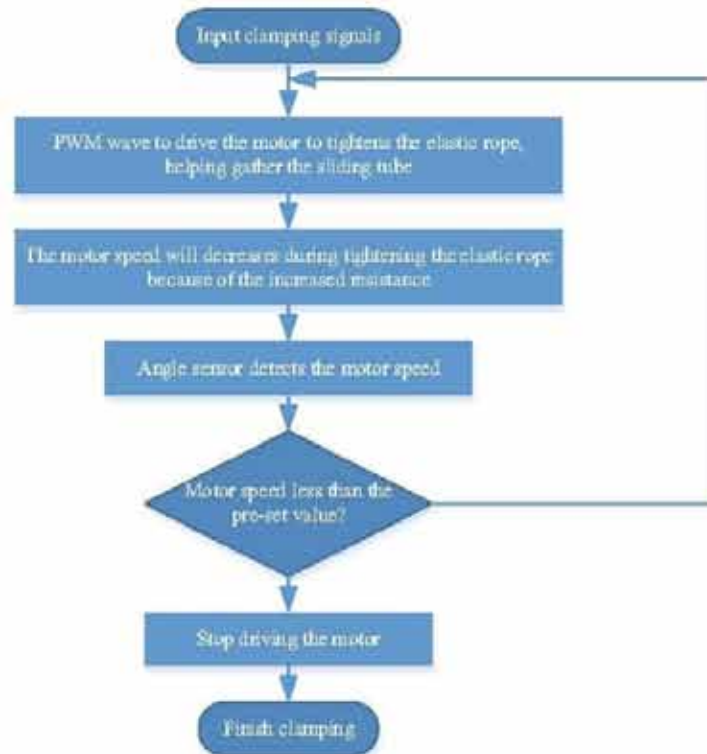 Input clamping signals
PWM wave to drive the motor to tightens the elastic rope,
helping gather the sliding tube
The motor speed will decreases during tightening the elastic rope
because of the increased resistance
Angle sensor detects the motor speed
Motor speed less than the
pre-set value?
Stop driving the motor
Finish clamping